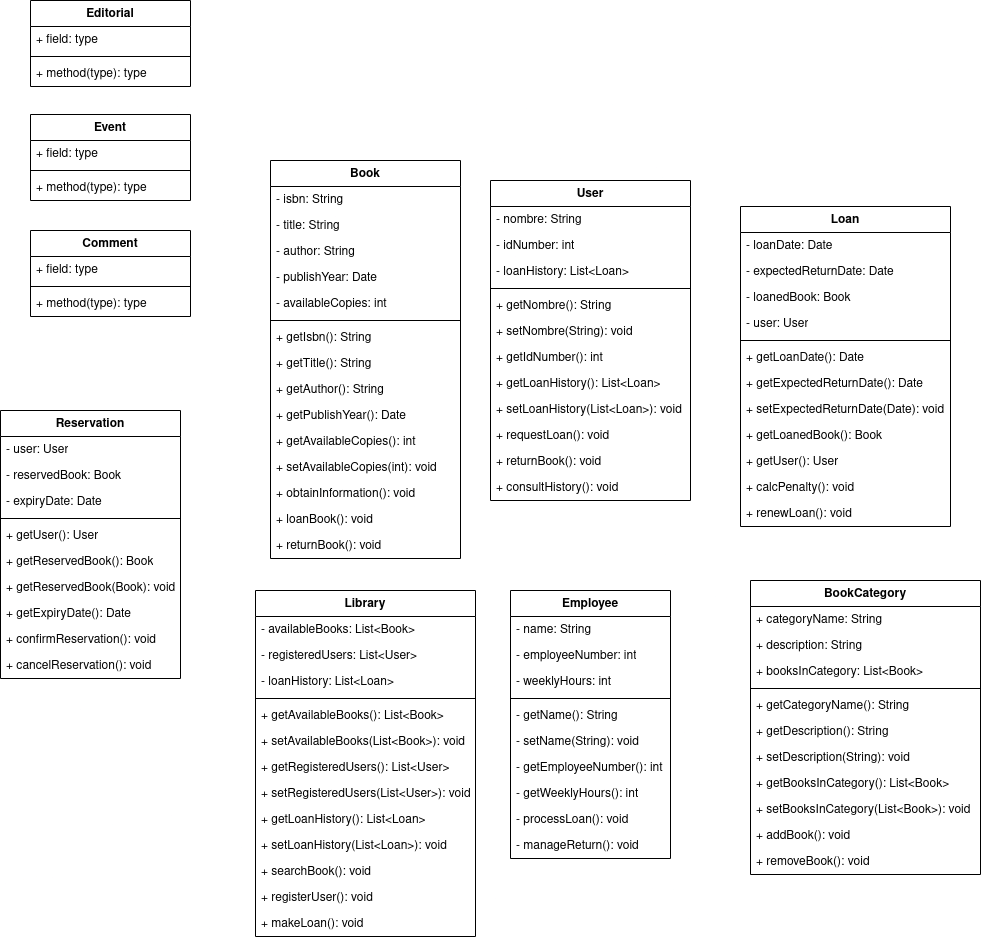 Editorial
+ field: type
+ method(type): type
Event
+ field: type
+ method(type): type
Comment
+ field: type
+ method(type): type
Book
- isbn: String
- title: String
- author: String
- publishYear: Date
- availableCopies: int
+ getIsbn(): String
+ getTitle(): String
+ getAuthor(): String
+ getPublishYear(): Date
+ getAvailableCopies(): int
+ setAvailableCopies(int): void
+ obtainInformation(): void
+ loanBook(): void
+ returnBook(): void
User
- nombre: String
- idNumber: int
- loanHistory: List<Loan>
+ getNombre(): String
+ setNombre(String): void
+ getIdNumber(): int
+ getLoanHistory(): List<Loan>
+ setLoanHistory(List<Loan>): void
+ requestLoan(): void
+ returnBook(): void
+ consultHistory(): void
Loan
- loanDate: Date
- expectedReturnDate: Date
- loanedBook: Book
- user: User
+ getLoanDate(): Date
+ getExpectedReturnDate(): Date
+ setExpectedReturnDate(Date): void
+ getLoanedBook(): Book
+ getUser(): User
+ calcPenalty(): void
+ renewLoan(): void
Reservation
- user: User
- reservedBook: Book
- expiryDate: Date
+ getUser(): User
+ getReservedBook(): Book
+ getReservedBook(Book): void
+ getExpiryDate(): Date
+ confirmReservation(): void
+ cancelReservation(): void
Library
- availableBooks: List<Book>
- registeredUsers: List<User>
- loanHistory: List<Loan>
+ getAvailableBooks(): List<Book>
+ setAvailableBooks(List<Book>): void
+ getRegisteredUsers(): List<User>
+ setRegisteredUsers(List<User>): void
+ getLoanHistory(): List<Loan>
+ setLoanHistory(List<Loan>): void
+ searchBook(): void
+ registerUser(): void
+ makeLoan(): void
Employee
- name: String
- employeeNumber: int
- weeklyHours: int
- getName(): String
- setName(String): void
- getEmployeeNumber(): int
- getWeeklyHours(): int
- processLoan(): void
- manageReturn(): void
BookCategory
+ categoryName: String
+ description: String
+ booksInCategory: List<Book>
+ getCategoryName(): String
+ getDescription(): String
+ setDescription(String): void
+ getBooksInCategory(): List<Book>
+ setBooksInCategory(List<Book>): void
+ addBook(): void
+ removeBook(): void